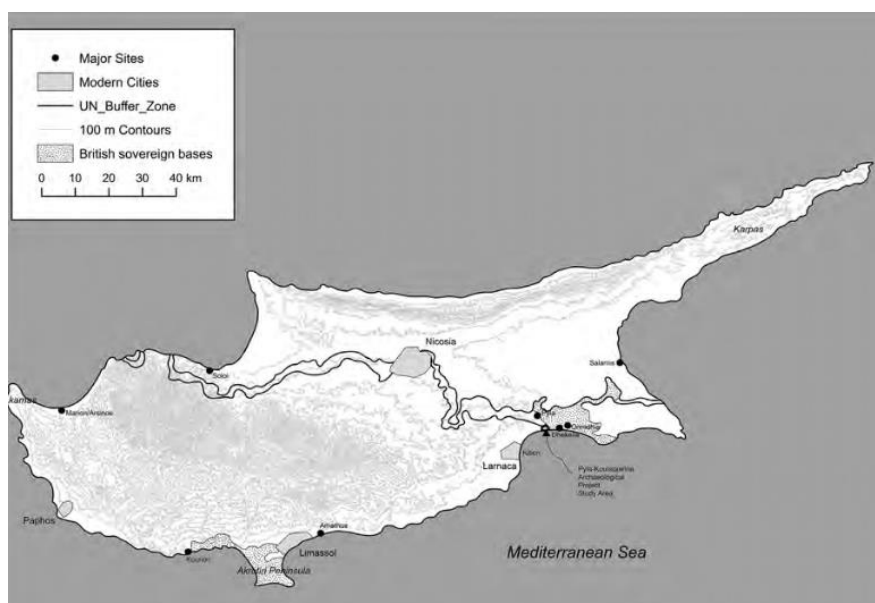 Major Sites
Modern Cities
UN_Buffer_Zone
100 m Contours
British sovereign bases
0 10 20 30 40 km
Karpas
Nicosia
Soloi
Salamis
Marion/Arsinoe
Pyla
Ormidhia
Dhekelia
Larnaca
Kition
Pyla-Koutsopetria
Archaeological
Project
Study Area
Paphos
Amathus
Limassol
Kourion
Akrotiri Peninsula
Mediterranean Sea